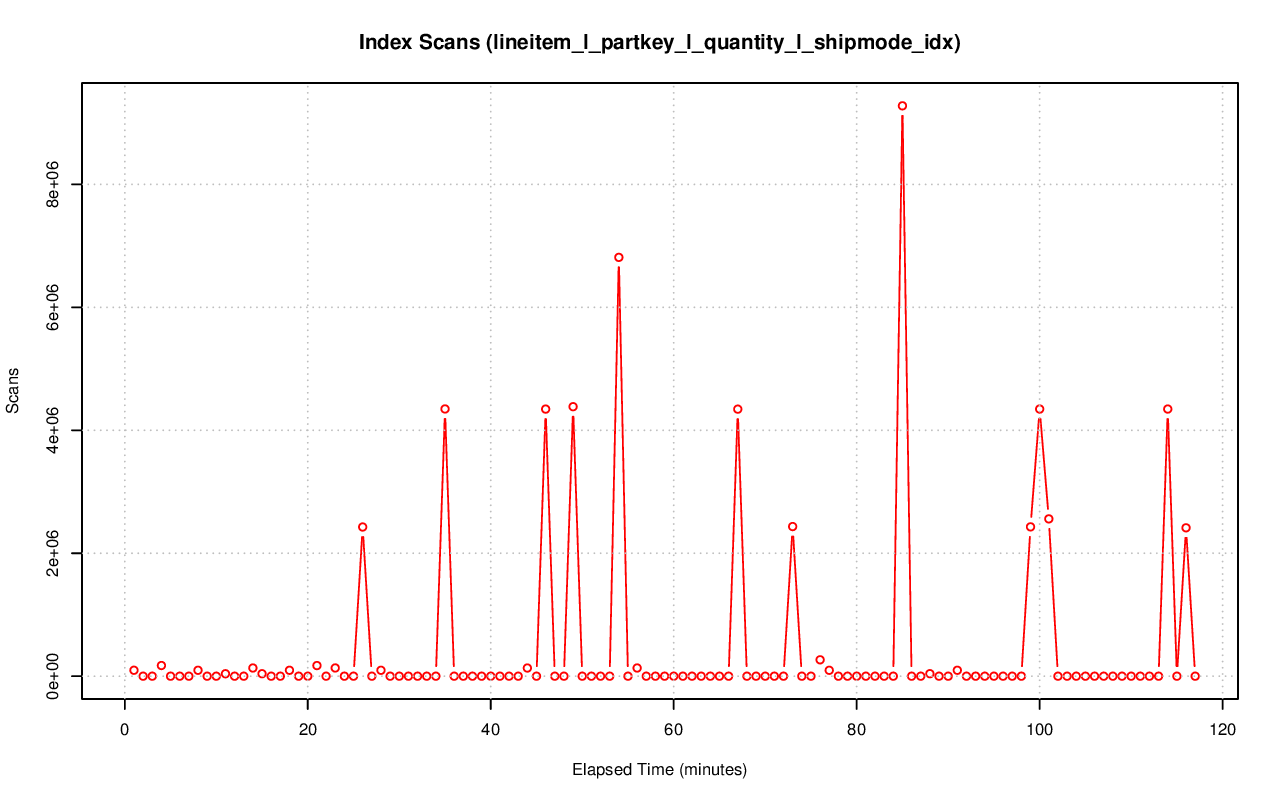 Index Scans (lineitem_l_partkey_l_quantity_l_shipmode_idx)
Scans
8e+06
6e+06
4e+06
2e+06
0e+00
0 20 40 60 80 100 120
Elapsed Time (minutes)